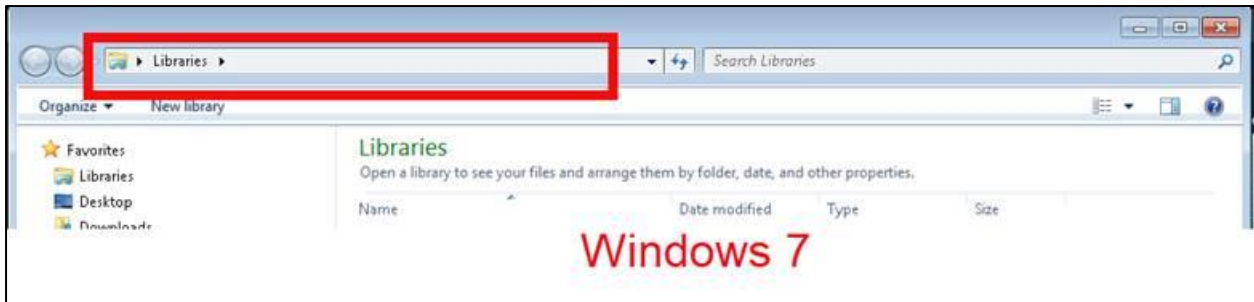 Libraries
Search Libraries
Organize
New library
Favorites
Libraries
Desktop
Downloads
Libraries
Open a library to see your files and arrange them by folder, date, and other properties.
Name Date modified Type Size
Windows 7